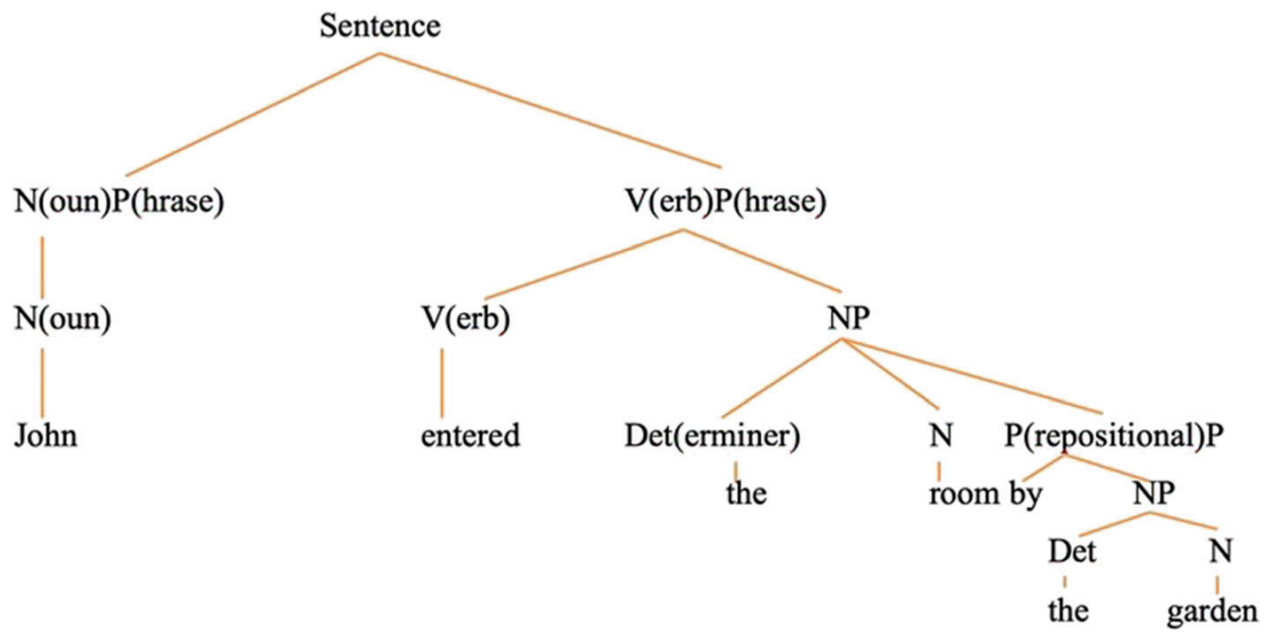 Sentence
N(oun)P(hrase) V(erb)P(hrase)
N(oun) V(erb) NP
John entered Det(erminer) N P(repositional)P
the room by NP
Det N
the garden